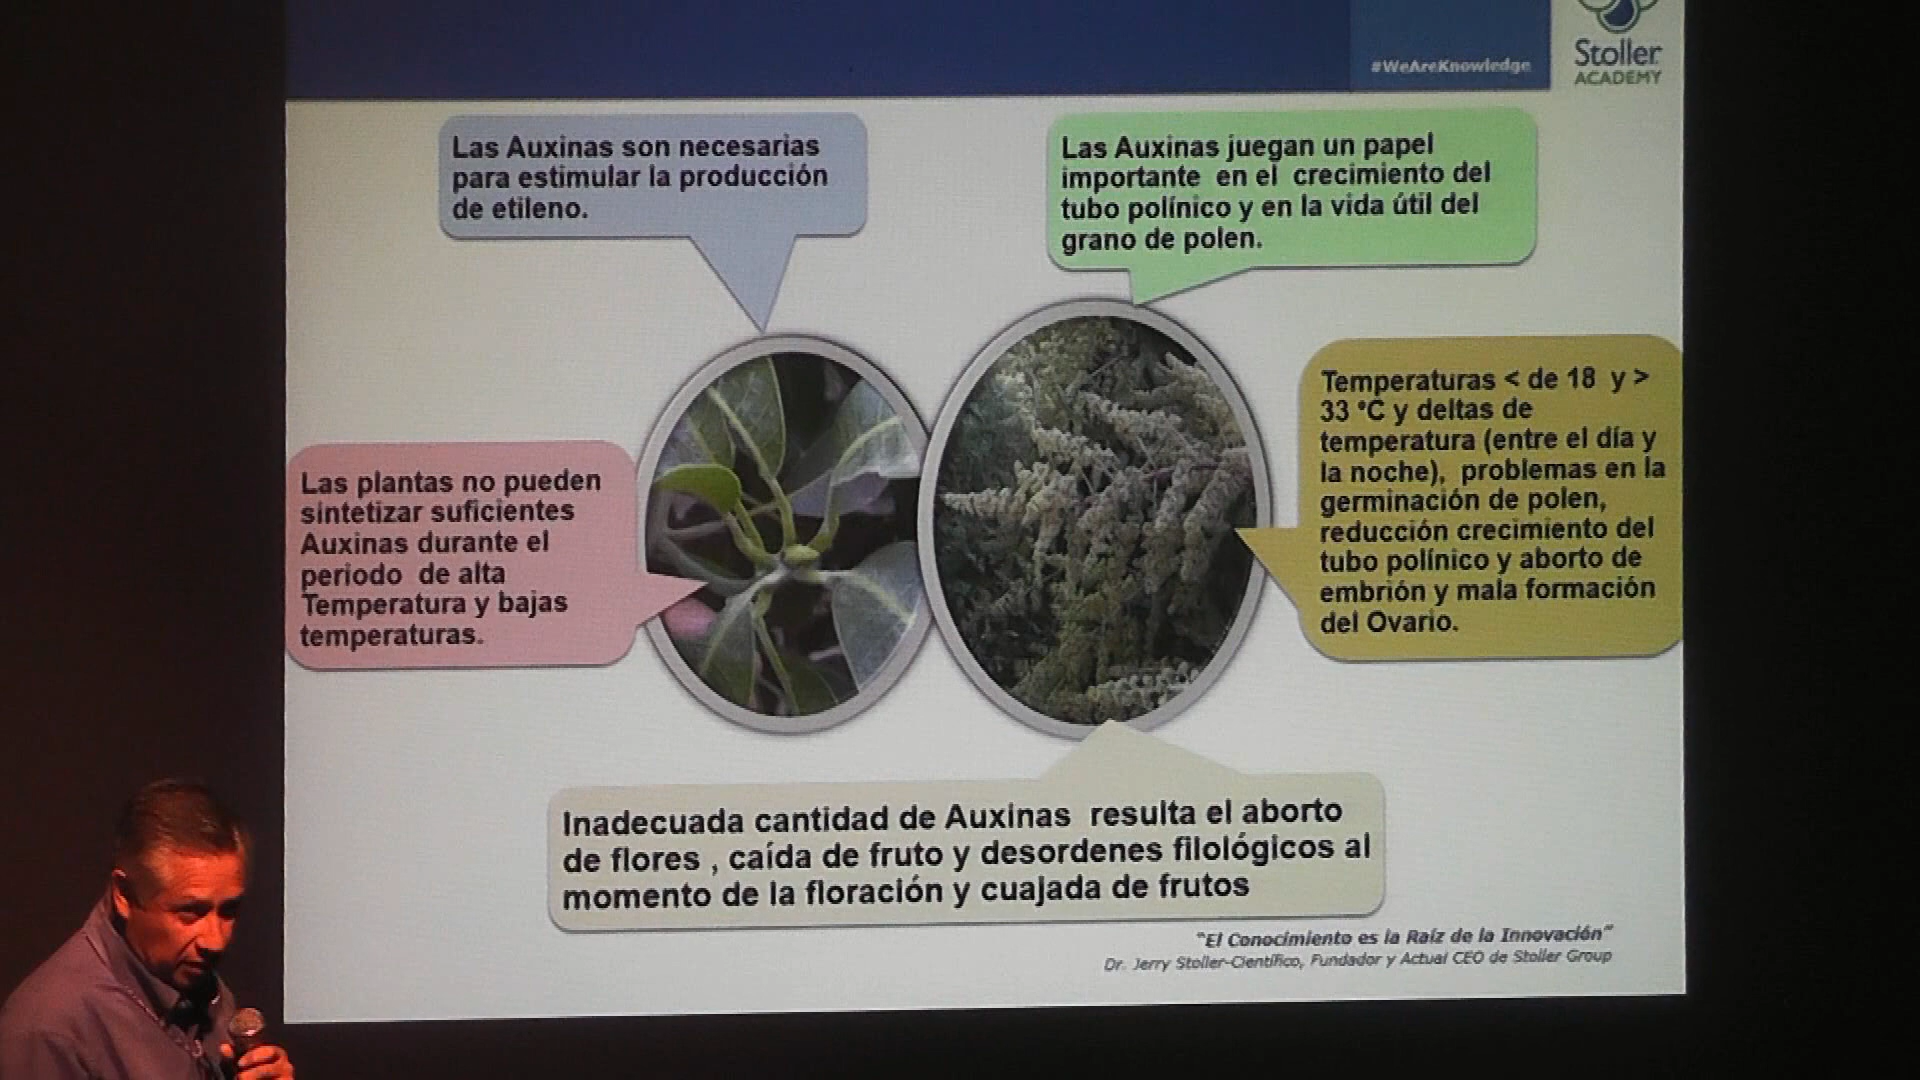 #WeAreKnowledge
Stoller
ACADEMY
Las Auxinas son necesarias
para estimular la producción
de etileno.
Las Auxinas juegan un papel
importante en el crecimiento del
tubo polínico y en la vida útil del
grano de polen.
Las plantas no pueden
sintetizar suficientes
Auxinas durante el
periodo de alta
Temperatura y bajas
temperaturas.
Temperaturas < de 18 y >
33 °C y deltas de
temperatura (entre el día y
la noche), problemas en la
germinación de polen,
reducción crecimiento del
tubo polínico y aborto de
embrión y mala formación
del Ovario.
Inadecuada cantidad de Auxinas resulta el aborto
de flores , caída de fruto y desordenes filológicos al
momento de la floración y cuajada de frutos
"El Conocimiento es la Raíz de la Innovación"
Dr. Jerry Stoller-Científico, Fundador y Actual CEO de Stoller Group